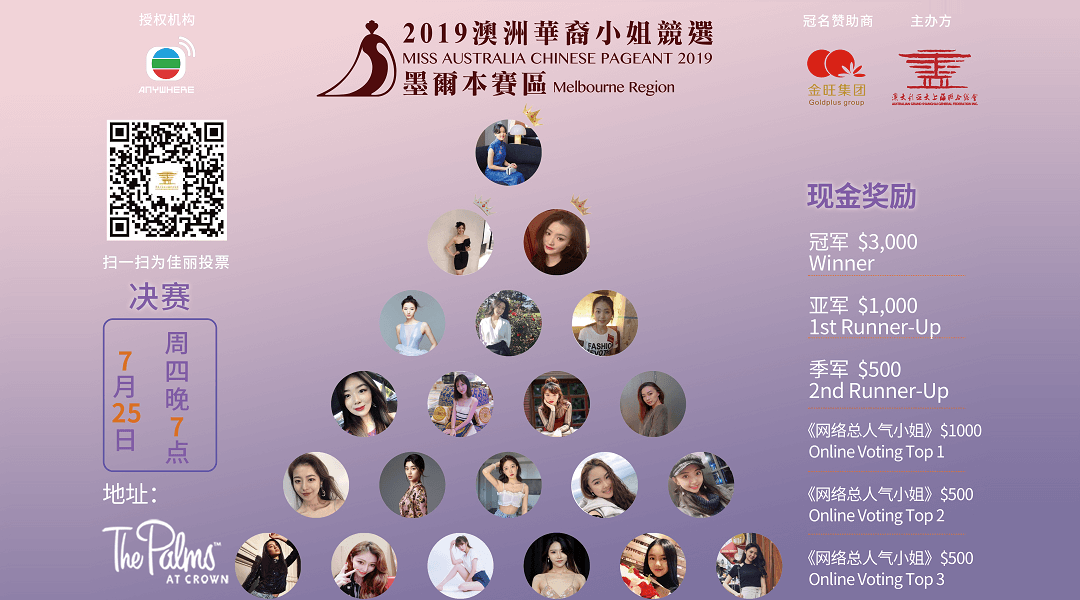 授权机构
ANYWHERE
2019澳洲華裔小姐競選
MISS AUSTRALIA CHINESE PAGEANT 2019
墨爾本賽區 Melbourne Region
冠名赞助商
主办方
金旺集团
Goldplus group
扫一扫为佳丽投票
决赛
7月25日
周四晚7点
地址：
The Palms™
AT CROWN
现金奖励
冠军 $3,000
Winner
亚军 $1,000
1st Runner-Up
季军 $500
2nd Runner-Up
《网络总人气小姐》$1000
Online Voting Top 1
《网络总人气小姐》$500
Online Voting Top 2
《网络总人气小姐》$500
Online Voting Top 3